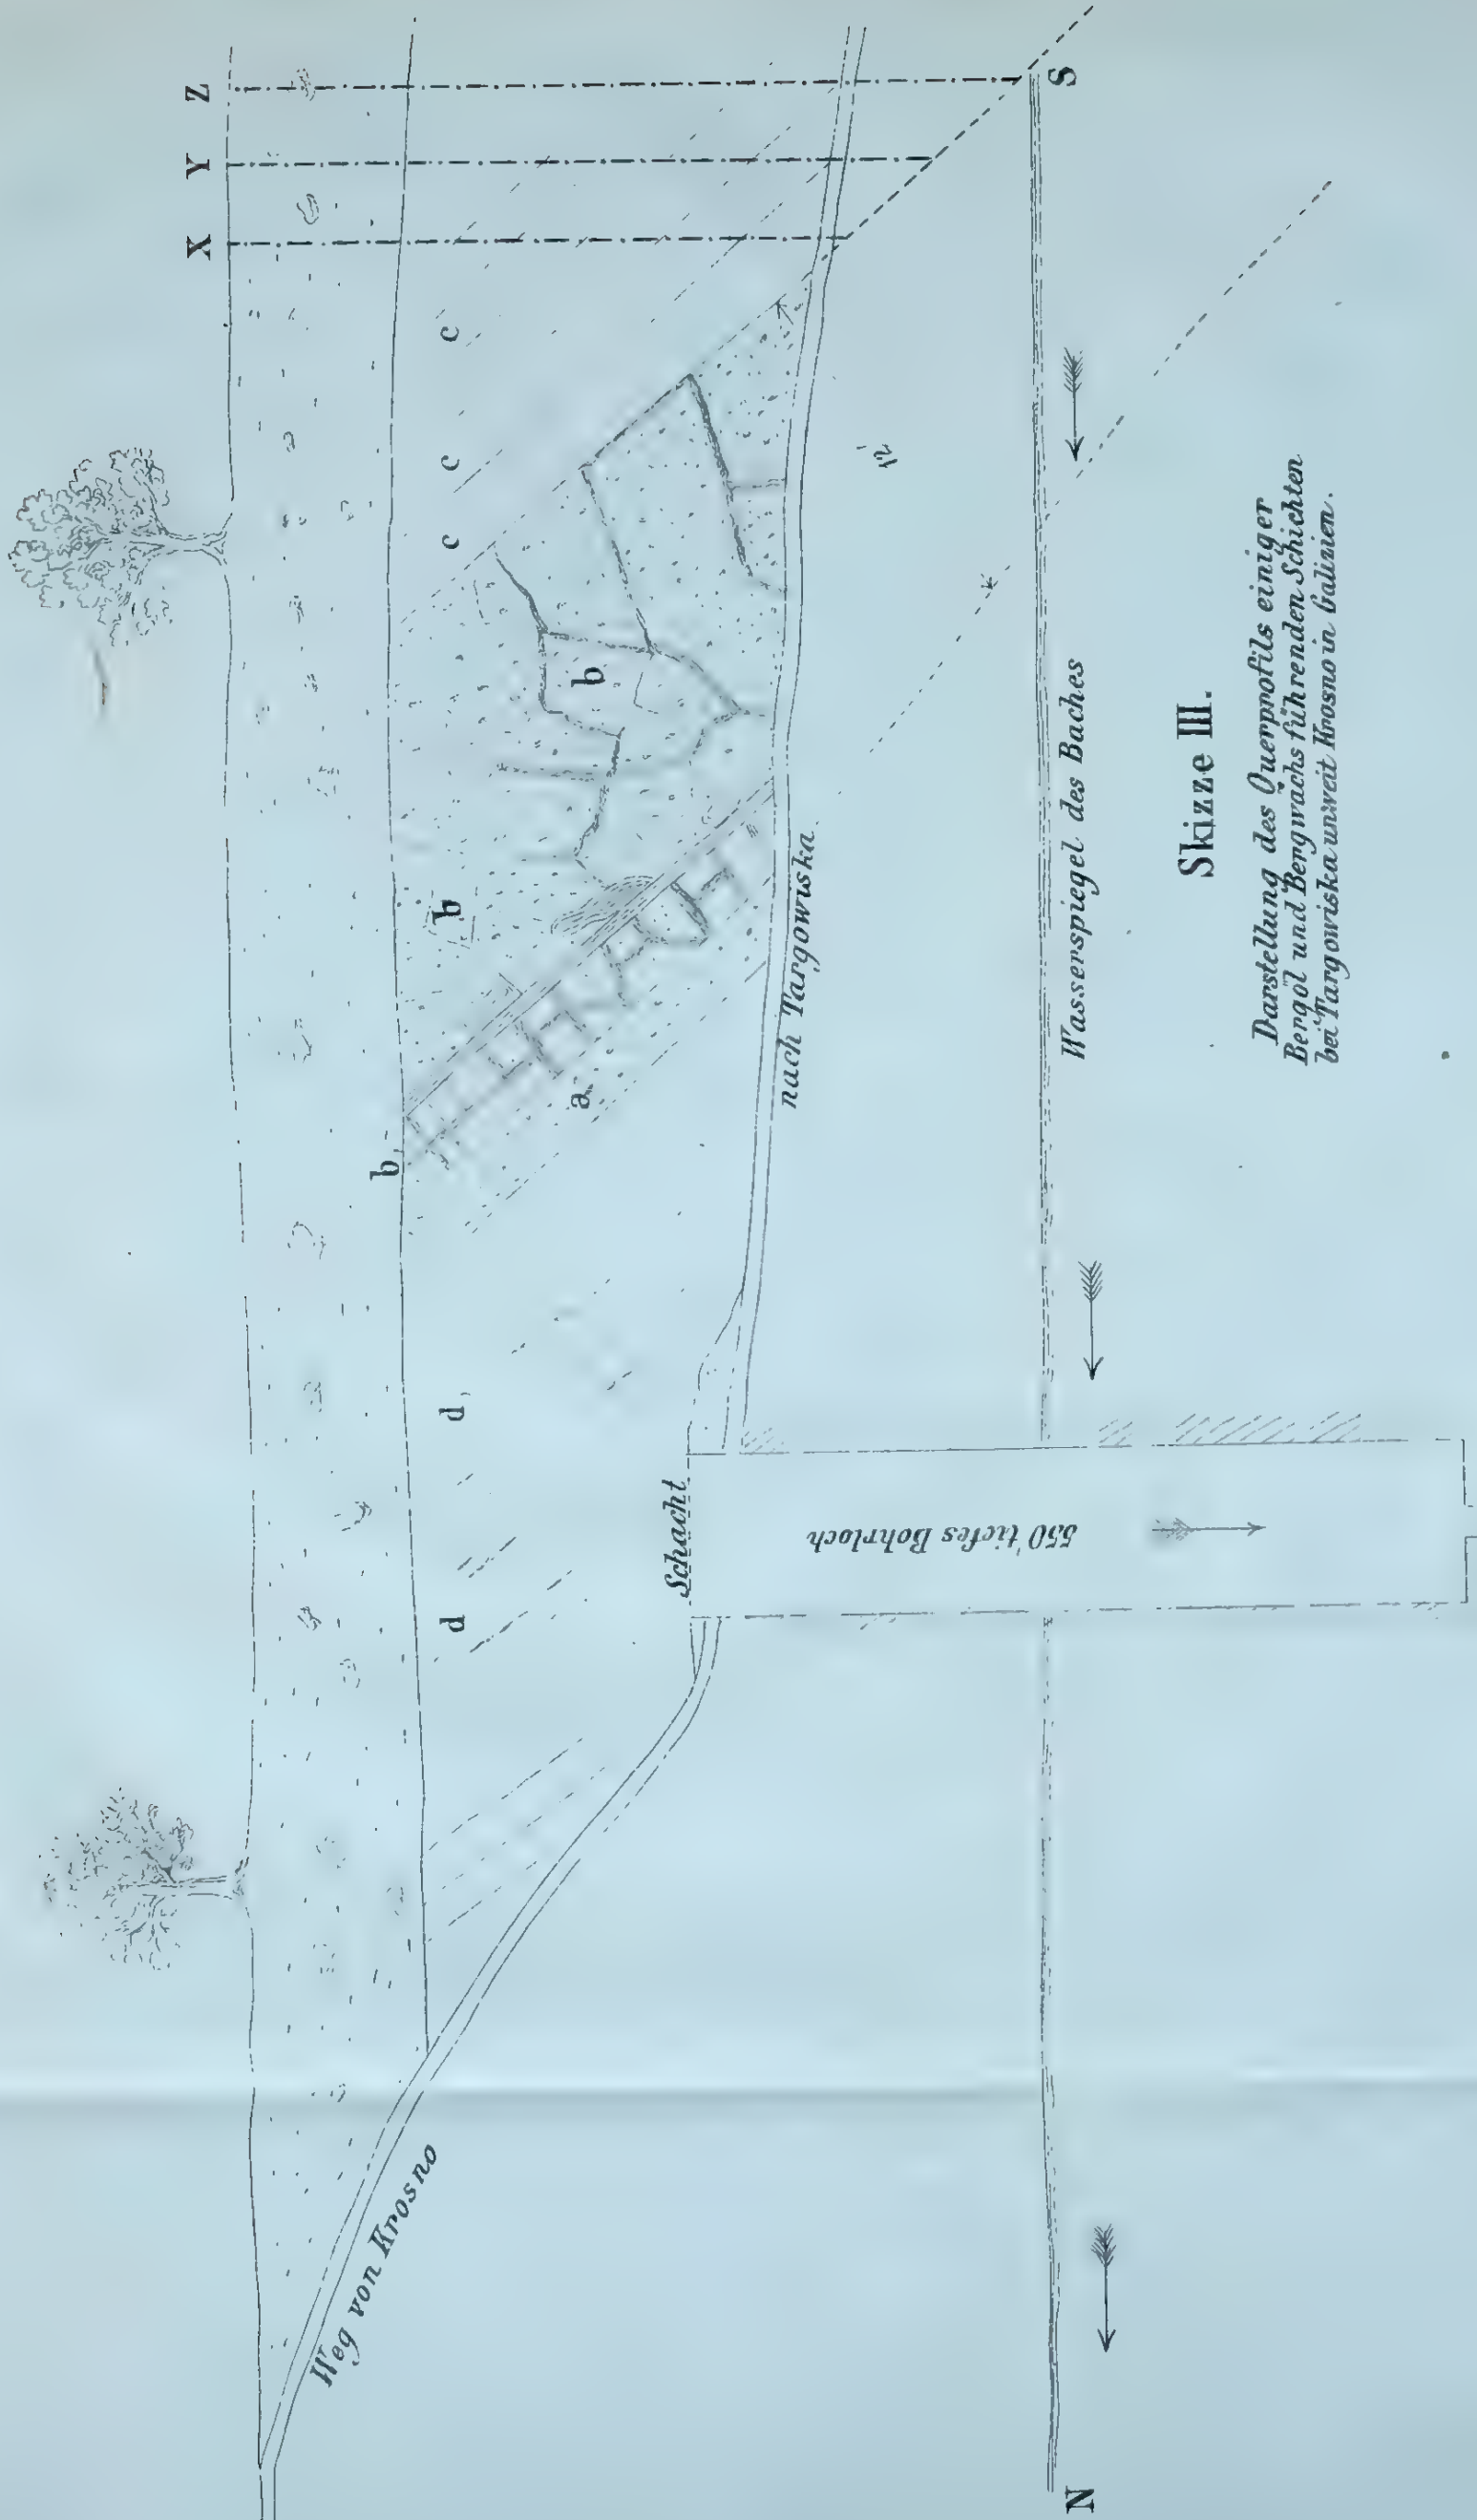 X Y Z
c c c
b
b
b,
a
12'
d,
d
Schacht
550' tiefes Bohrloch
Weg von Krosno
nach Targowiska.
Wasserspiegel des Baches
N
S
Skizze III.
Darstellung des Querprofils einiger
Bergöl und Bergwachs führenden Schichten
bei Targowiska unweit Krosno in Galizien.